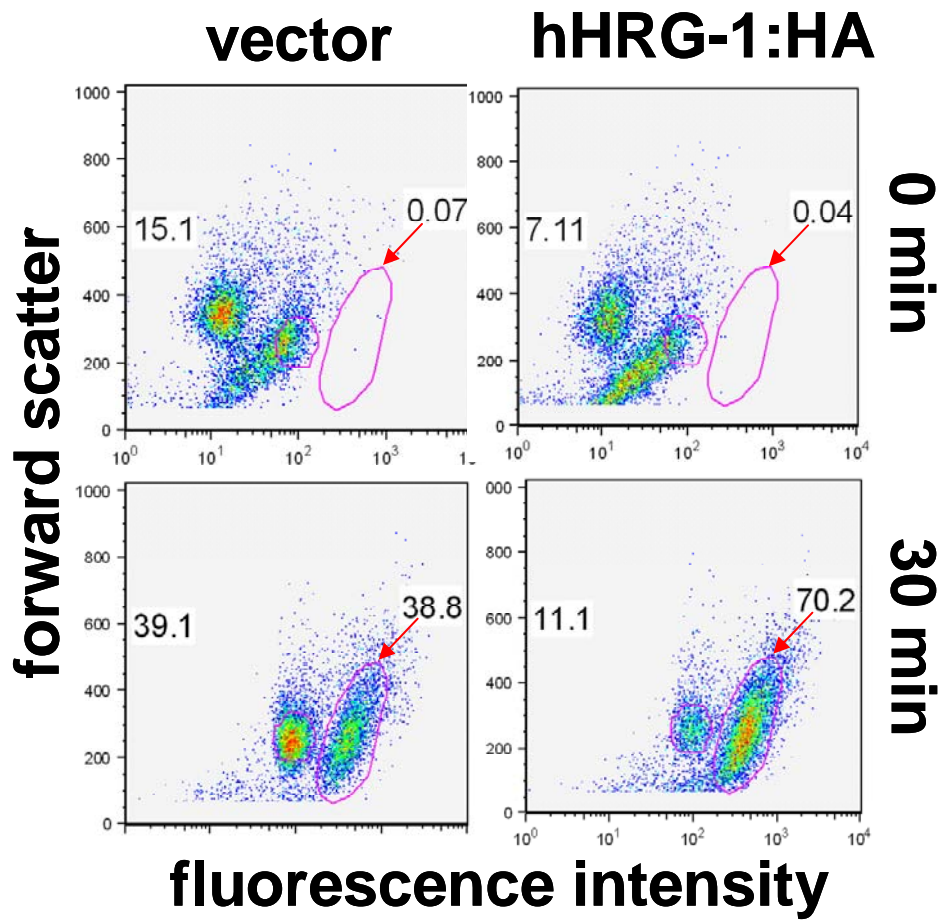 vector hHRG-1:HA
1000 1000
800 800
600 600
400 400
200 200
0 0
15.1 0.07 7.11 0.04
10^0 10^1 10^2 10^3 10^0 10^1 10^2 10^3 10^4
0 min
forward scatter
1000 000
800 800
600 600
400 400
200 200
0 0
39.1 38.8 11.1 70.2
10^0 10^1 10^2 10^3 10^4
30 min
fluorescence intensity